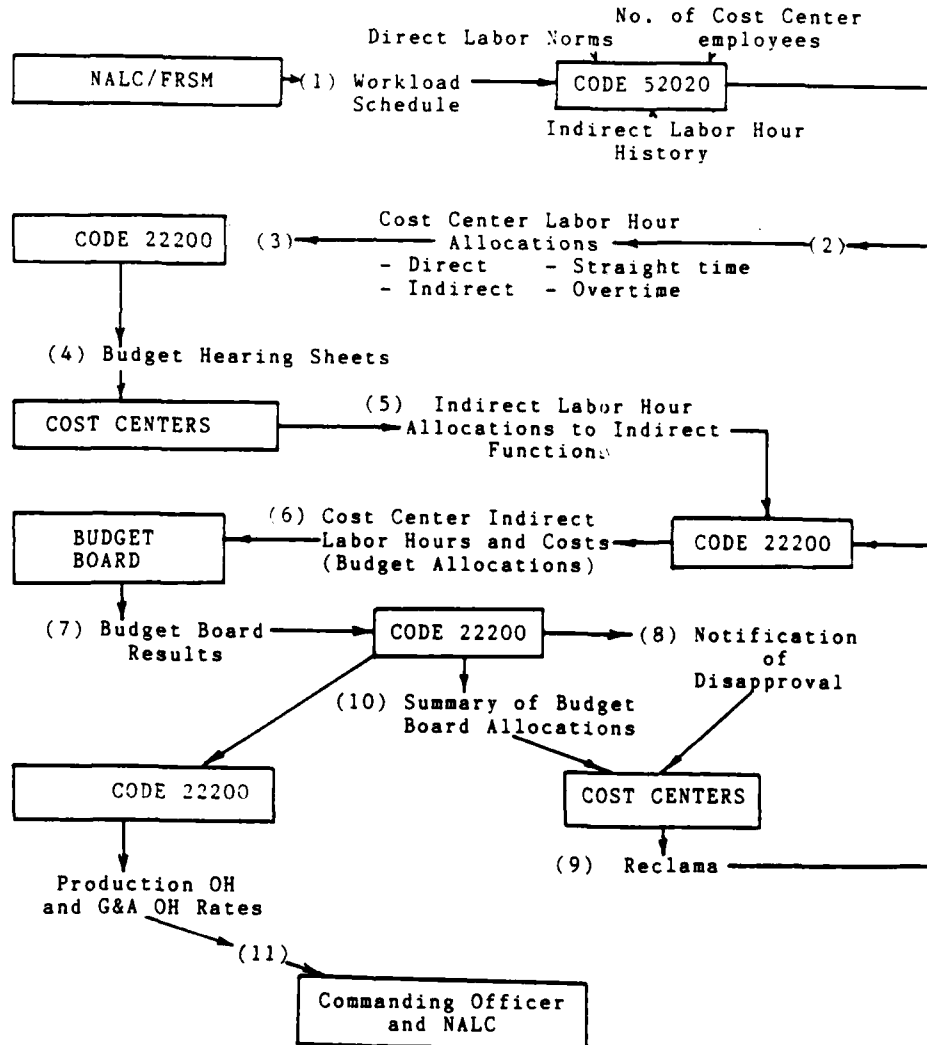 No. of Cost Center
Direct Labor Norms employees
NALC/FRSM
(1) Workload
Schedule
CODE 52020
Indirect Labor Hour
History
CODE 22200
(3)
Cost Center Labor Hour
Allocations
- Direct - Straight time
- Indirect - Overtime
(2)
(4) Budget Hearing Sheets
COST CENTERS
(5) Indirect Labor Hour
Allocations to Indirect
Functions
BUDGET
BOARD
(6) Cost Center Indirect
Labor Hours and Costs
(Budget Allocations)
CODE 22200
(7) Budget Board
Results
CODE 22200
(8) Notification
of
Disapproval
(10) Summary of Budget
Board Allocations
CODE 22200
COST CENTERS
(9) Reclama
Production OH
and G&A OH Rates
(11)
Commanding Officer
and NALC